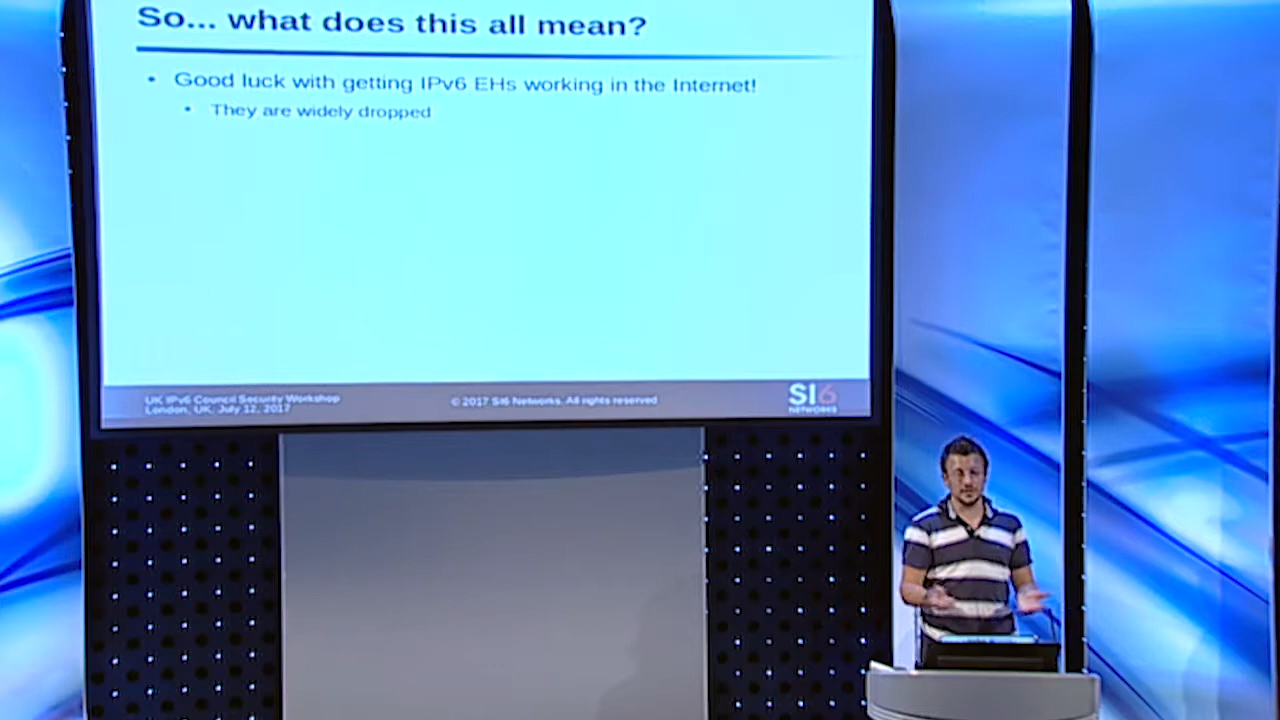 So... what does this all mean?
• Good luck with getting IPv6 EHs working in the Internet!
• They are widely dropped
UK IPv6 Council Security Workshop
London, UK, July 12, 2017
© 2017 SI6 Networks. All rights reserved
SI6
NETWORKS